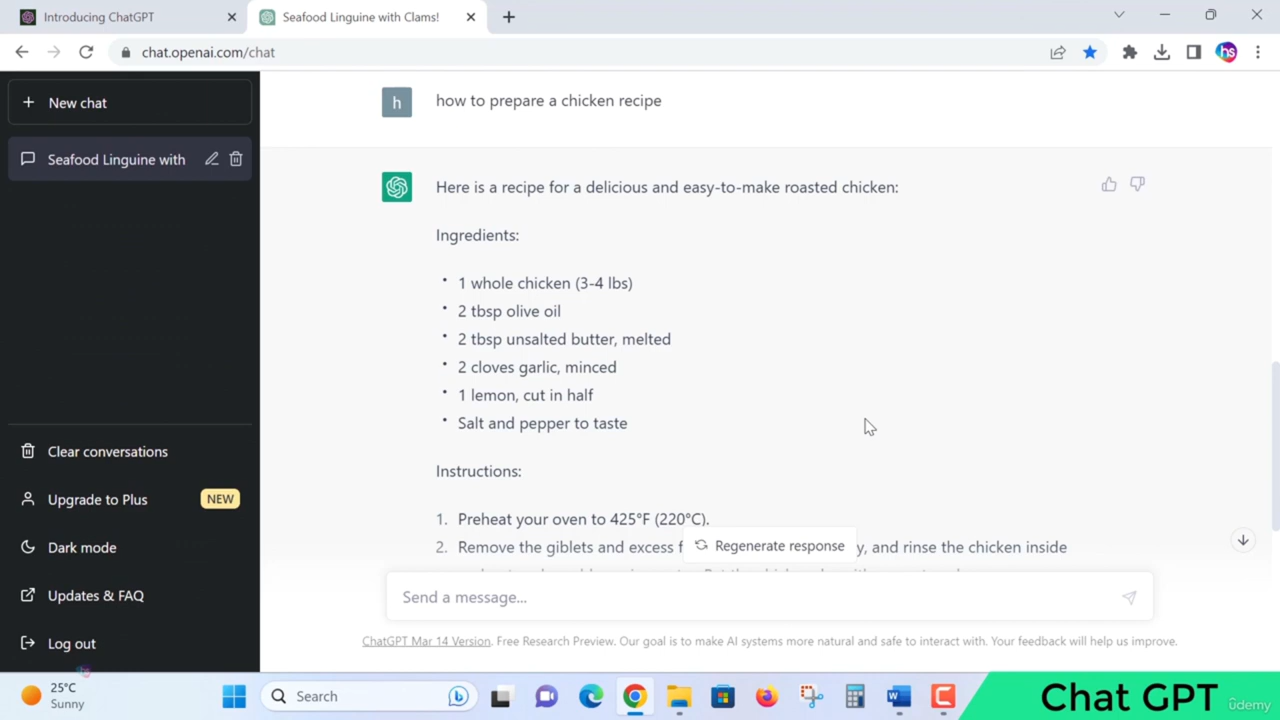 Introducing ChatGPT
Seafood Linguine with Clams!
chat.openai.com/chat
hs
New chat
Seafood Linguine with
Clear conversations
Upgrade to Plus NEW
Dark mode
Updates & FAQ
Log out
h
how to prepare a chicken recipe
Here is a recipe for a delicious and easy-to-make roasted chicken:
Ingredients:
• 1 whole chicken (3-4 lbs)
• 2 tbsp olive oil
• 2 tbsp unsalted butter, melted
• 2 cloves garlic, minced
• 1 lemon, cut in half
• Salt and pepper to taste
Instructions:
1. Preheat your oven to 425°F (220°C).
2. Remove the giblets and excess f y, and rinse the chicken inside
Regenerate response
Send a message...
ChatGPT Mar 14 Version. Free Research Preview. Our goal is to make AI systems more natural and safe to interact with. Your feedback will help us improve.
25°C
Sunny
Search
Chat GPT
ûdemy